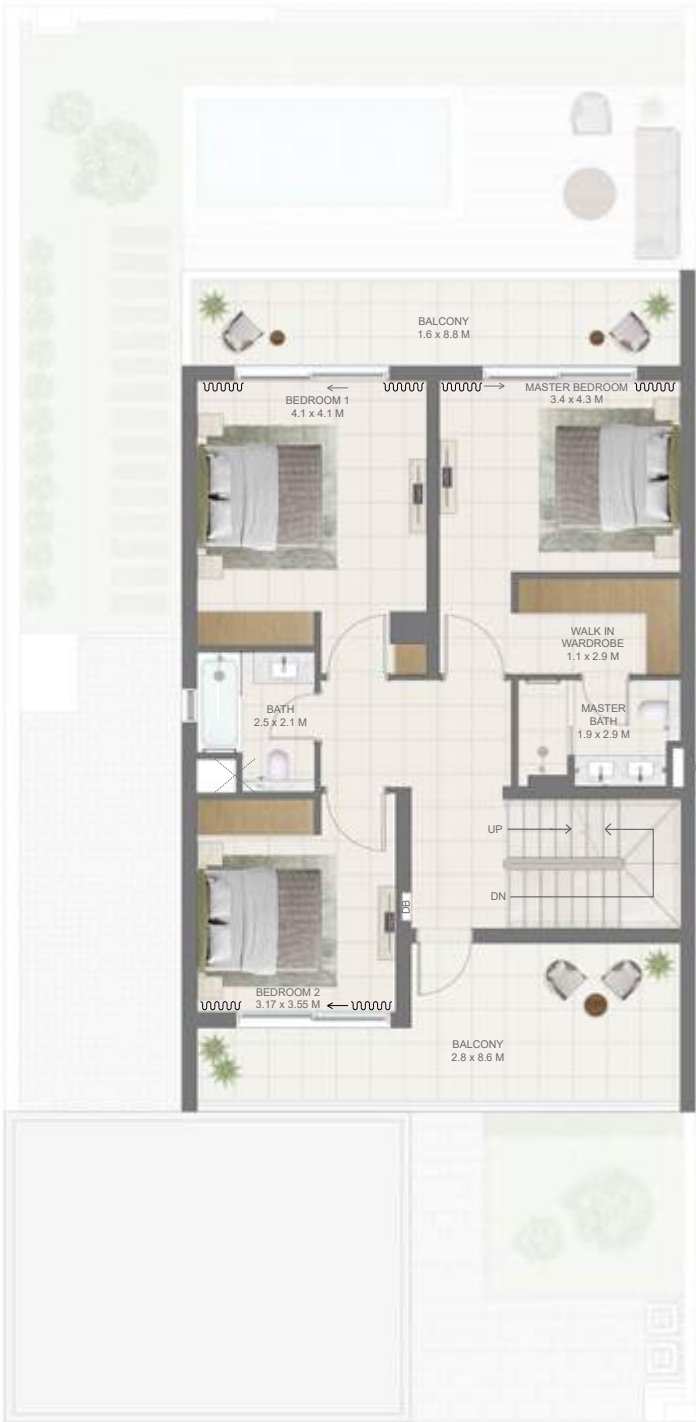 BALCONY
1.6 x 8.8 M
BEDROOM 1
4.1 x 4.1 M
MASTER BEDROOM
3.4 x 4.3 M
WALK IN
WARDROBE
1.1 x 2.9 M
BATH
2.5 x 2.1 M
MASTER
BATH
1.9 x 2.9 M
UP
DN
DB
BEDROOM 2
3.17 x 3.55 M
BALCONY
2.8 x 8.6 M